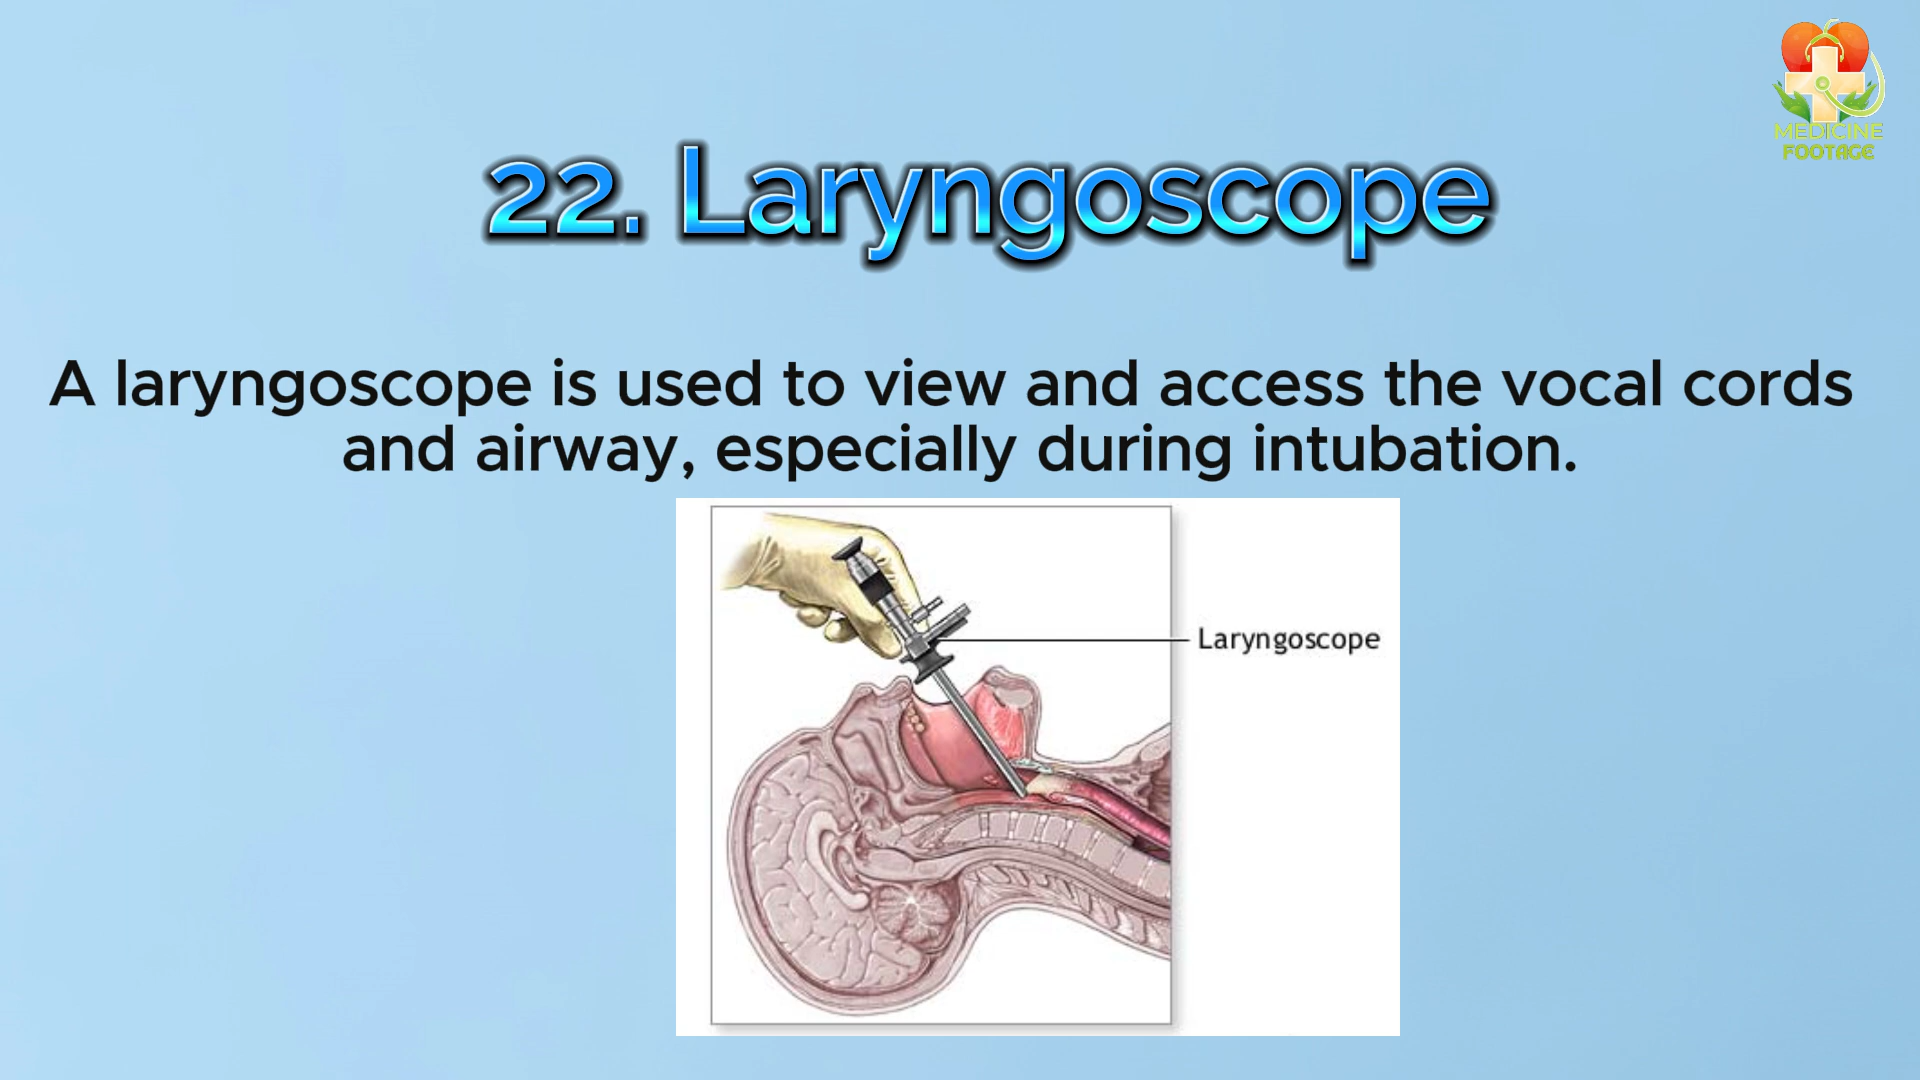 MEDICINE
FOOTAGE
22. Laryngoscope
A laryngoscope is used to view and access the vocal cords
and airway, especially during intubation.
Laryngoscope